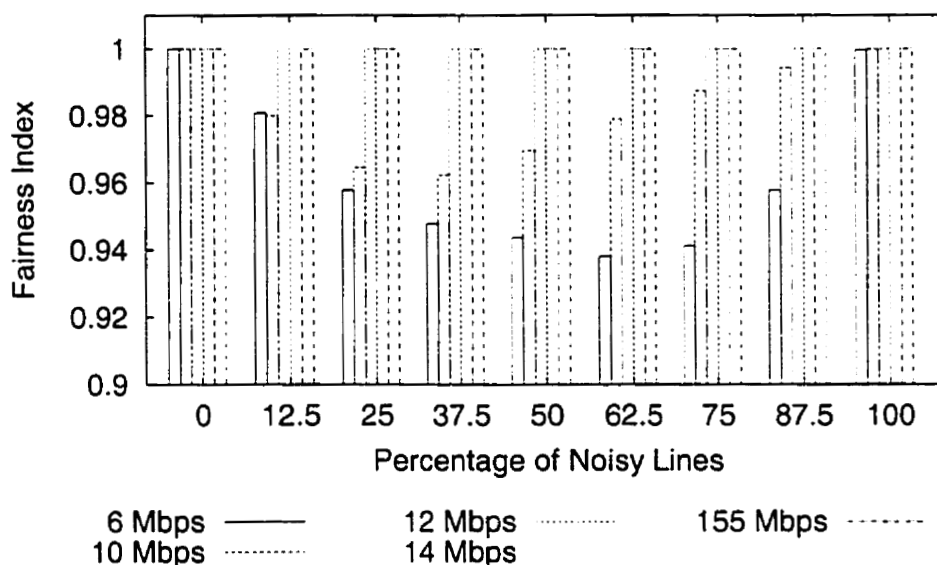 1
0.98
0.96
0.94
0.92
0.9
Fairness Index
0 12.5 25 37.5 50 62.5 75 87.5 100
Percentage of Noisy Lines
6 Mbps 12 Mbps 155 Mbps
10 Mbps 14 Mbps